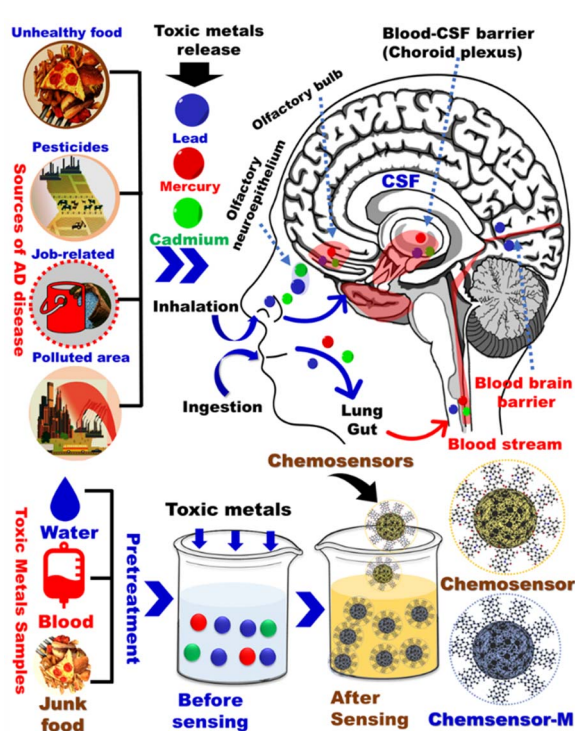 Unhealthy food
Pesticides
Job-related
Polluted area
Sources of AD disease
Toxic metals
release
Lead
Mercury
Cadmium
Olfactory
neuroepithelium
Olfactory bulb
Blood-CSF barrier
(Choroid plexus)
CSF
Inhalation
Ingestion
Lung
Gut
Blood brain
barrier
Blood stream
Toxic Metals Samples
Water
Blood
Junk
food
Pretreatment
Toxic metals
Before
sensing
Chemosensors
After
Sensing
Chemosensor
Chemsensor-M